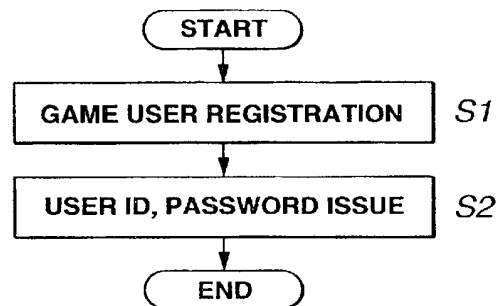 START
GAME USER REGISTRATION S1
USER ID, PASSWORD ISSUE S2
END